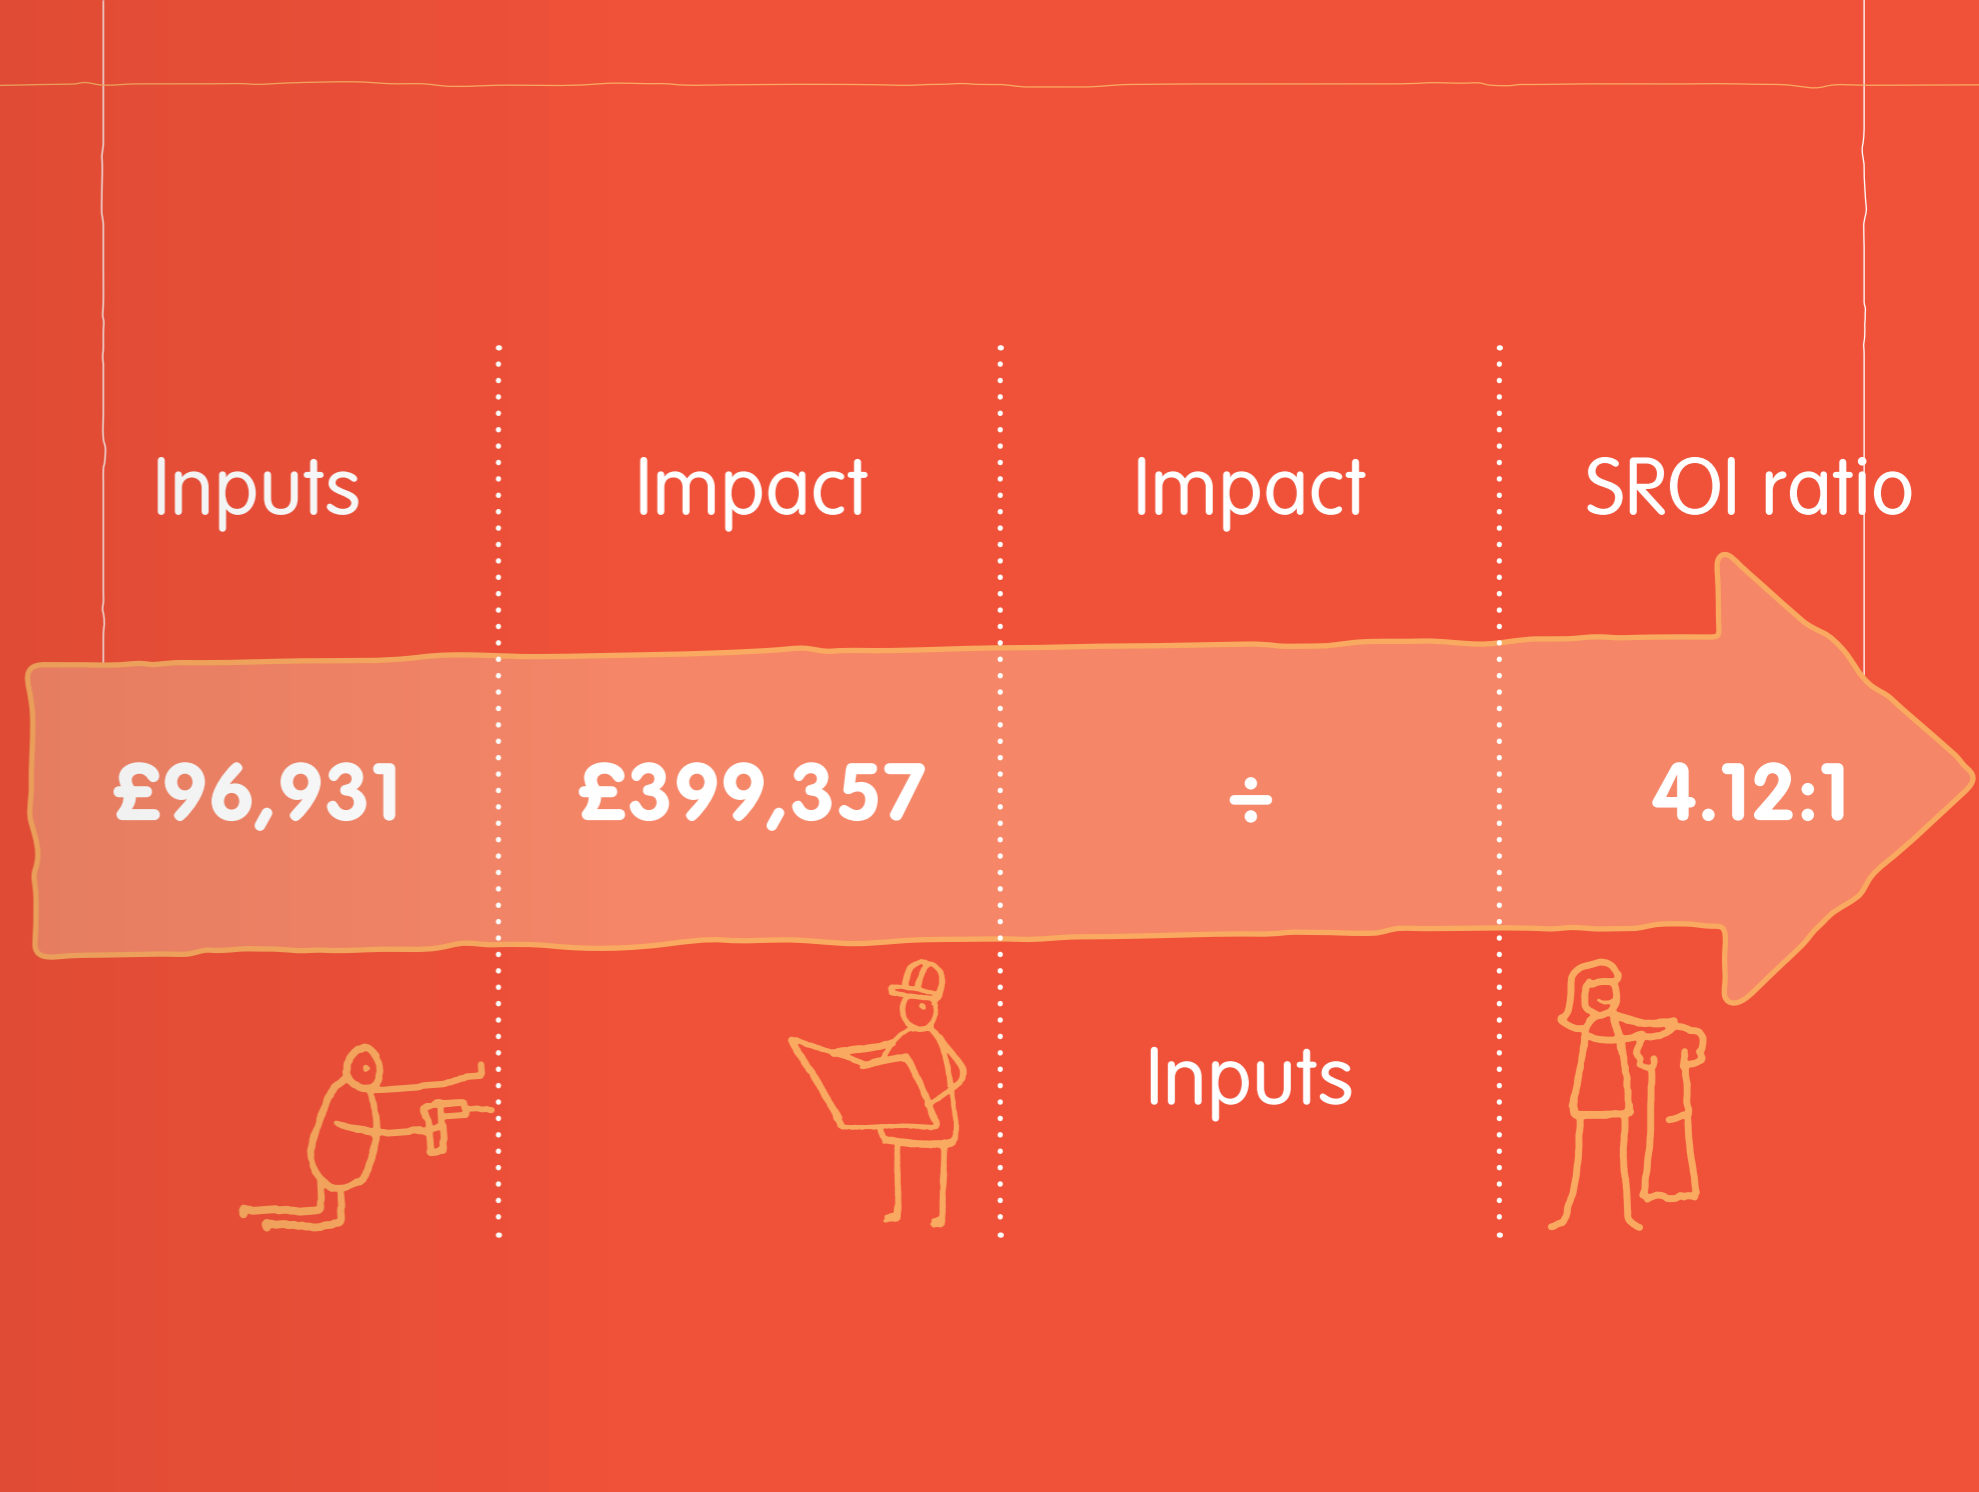 Inputs
£96,931
Impact
£399,357
Impact
÷
Inputs
SROI ratio
4.12:1